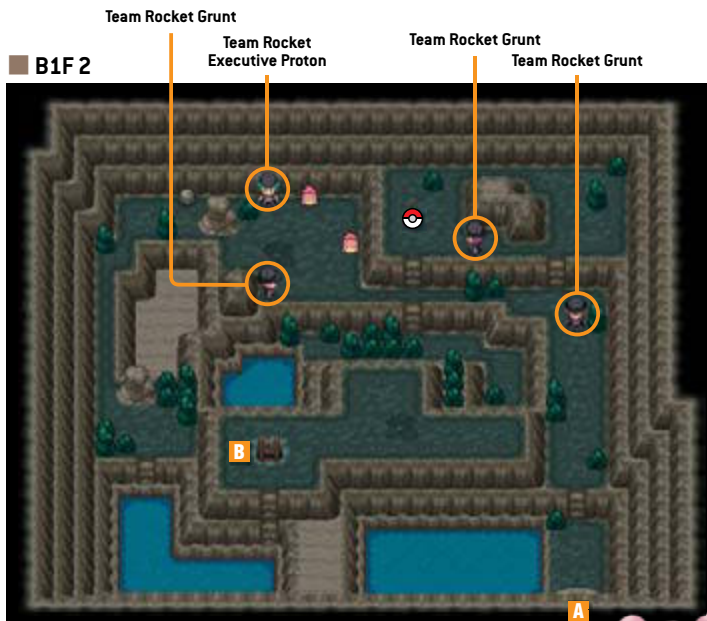 Team Rocket Grunt
Team Rocket
Executive Proton
Team Rocket Grunt
Team Rocket Grunt
B1F 2
B
A